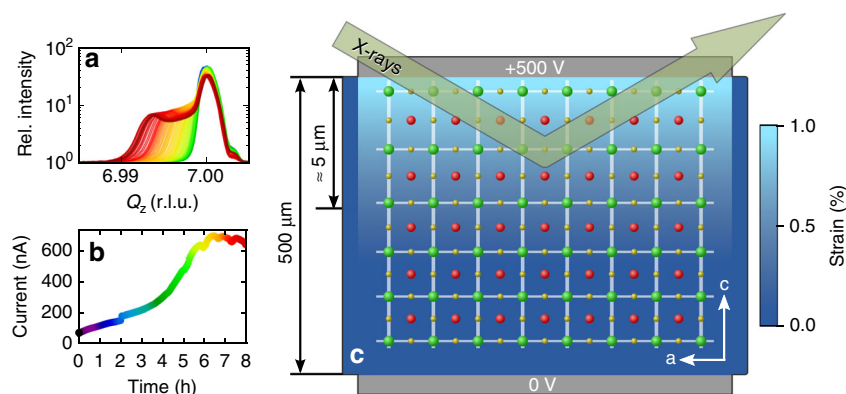 a
Rel. intensity
10²
10¹
10⁰
6.99
7.00
Q_z (r.l.u.)
b
Current (nA)
600
400
200
0
0 1 2 3 4 5 6 7 8
Time (h)
X-rays
+500 V
≈ 5 μm
500 μm
c
a
c
0 V
1.0
0.5
0.0
Strain (%)